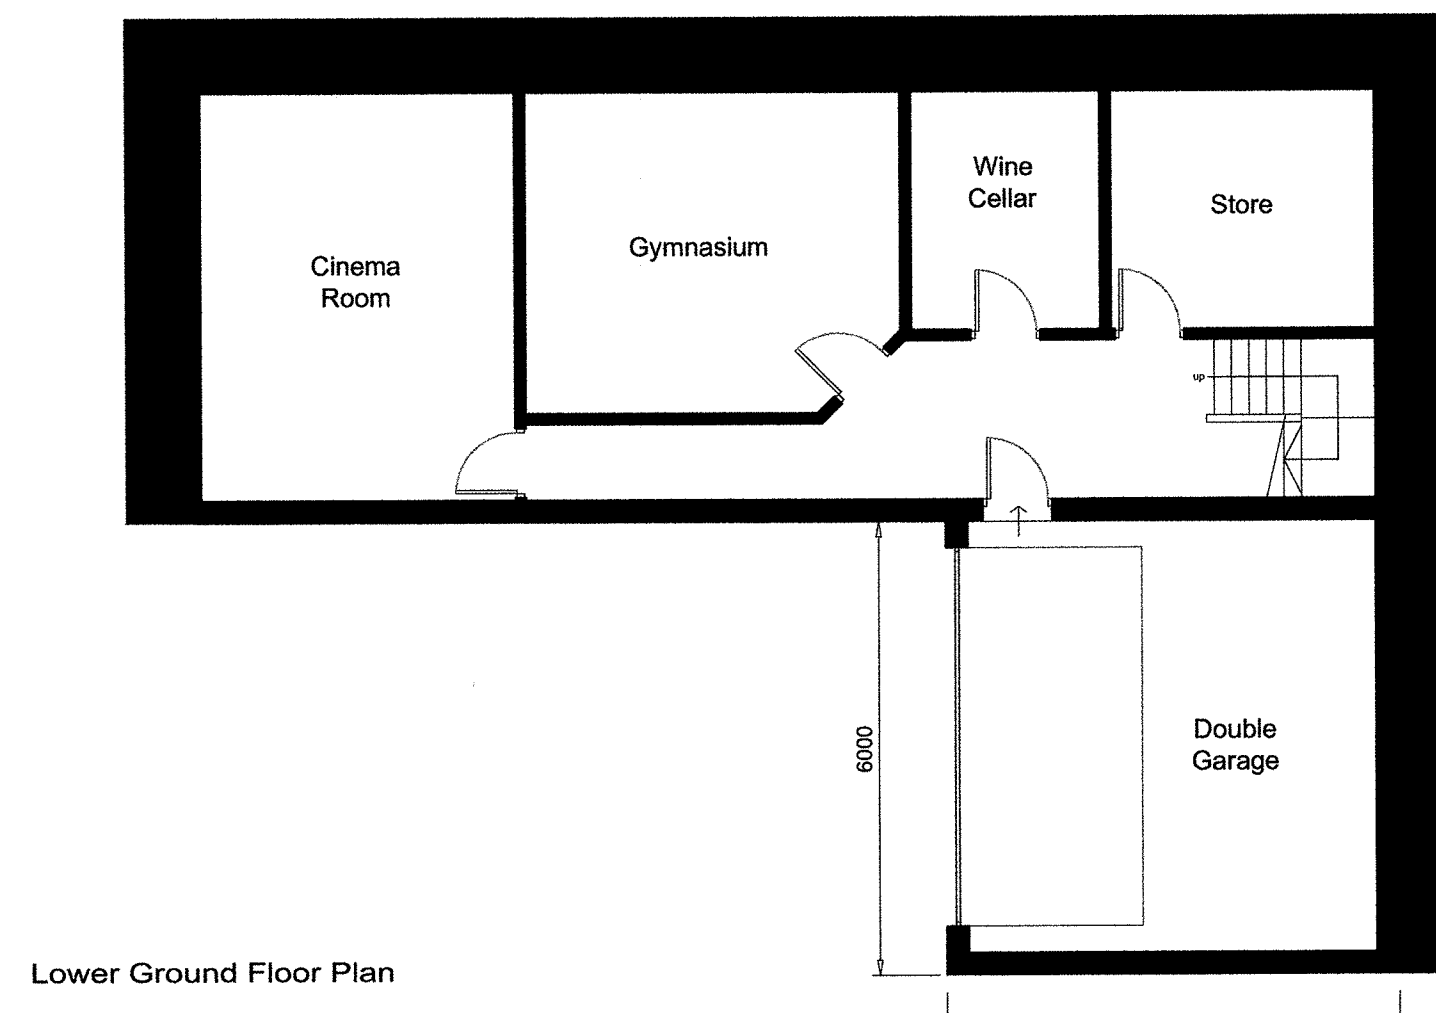 Wine
Cellar
Store
Gymnasium
Cinema
Room
up
6000
Double
Garage
Lower Ground Floor Plan